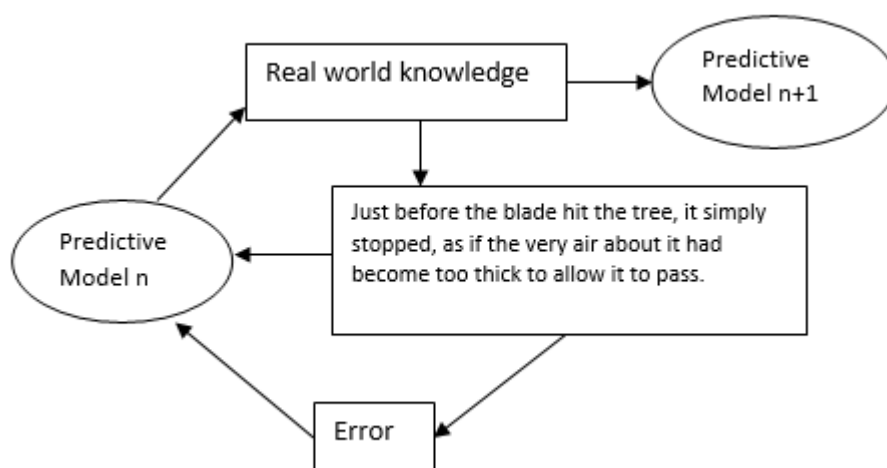 Real world knowledge
Predictive
Model n+1
Just before the blade hit the tree, it simply
stopped, as if the very air about it had
become too thick to allow it to pass.
Predictive
Model n
Error